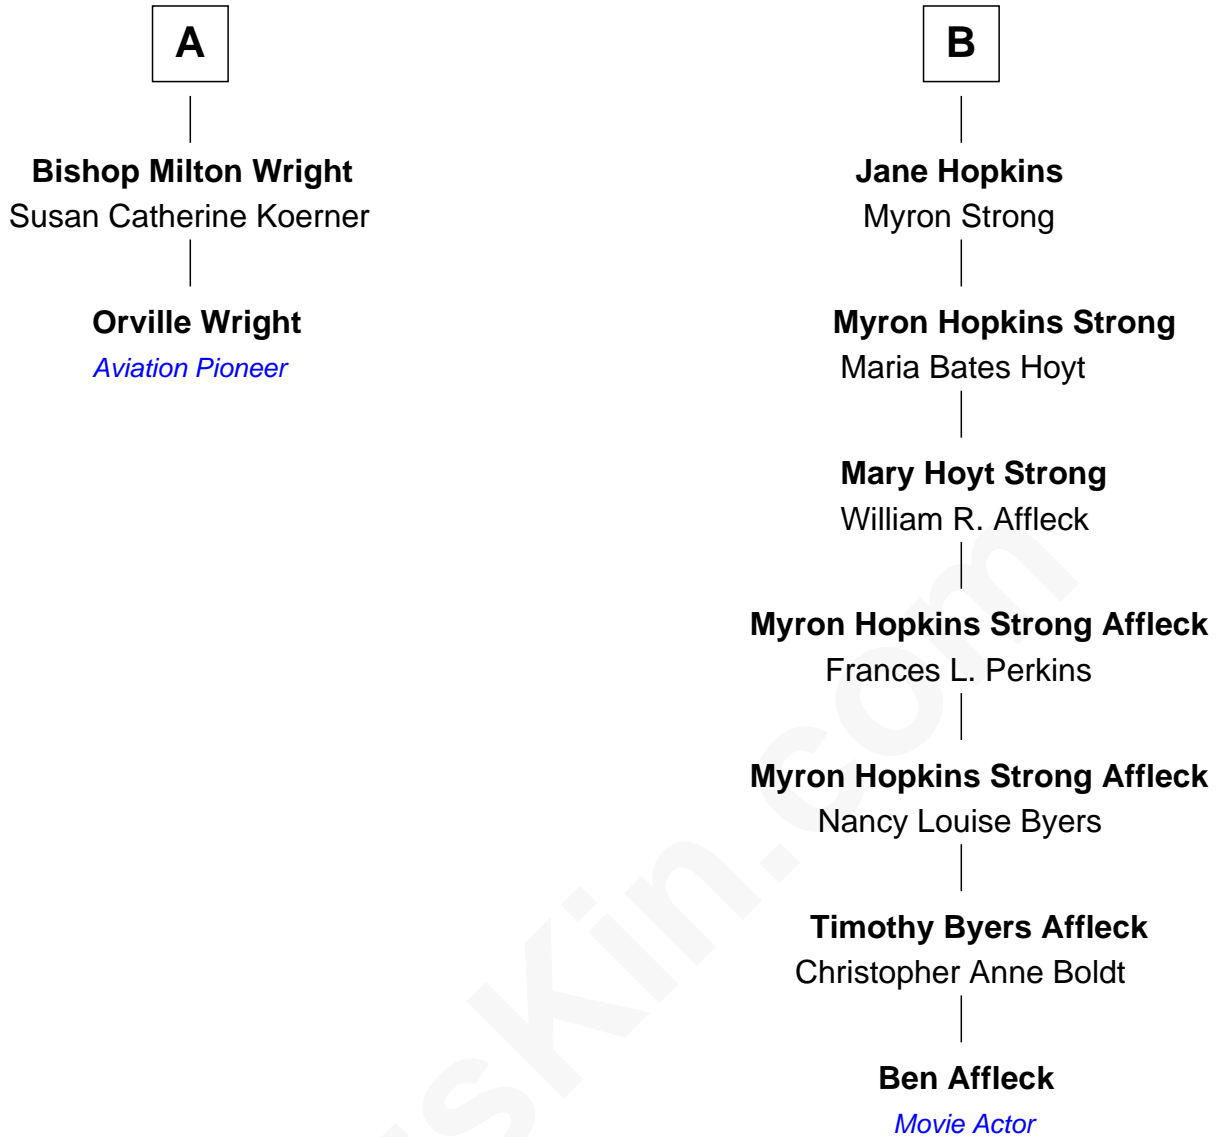 A
Bishop Milton Wright
Susan Catherine Koerner
Orville Wright
Aviation Pioneer
B
Jane Hopkins
Myron Strong
Myron Hopkins Strong
Maria Bates Hoyt
Mary Hoyt Strong
William R. Affleck
Myron Hopkins Strong Affleck
Frances L. Perkins
Myron Hopkins Strong Affleck
Nancy Louise Byers
Timothy Byers Affleck
Christopher Anne Boldt
Ben Affleck
Movie Actor